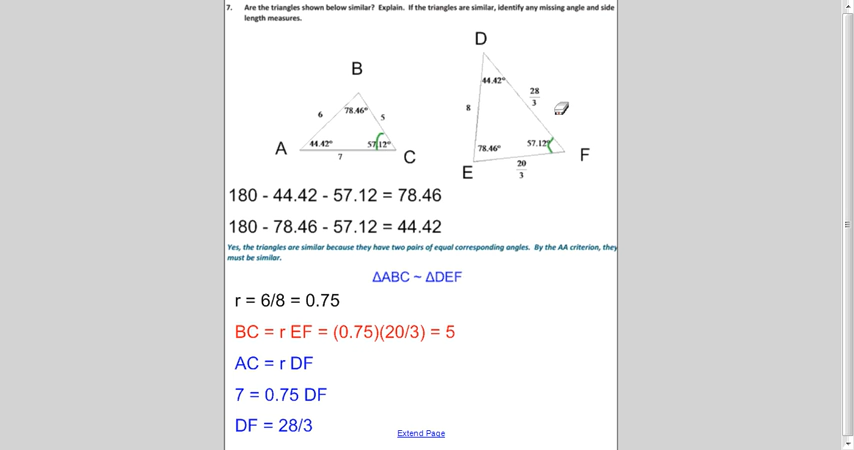 7. Are the triangles shown below similar? Explain. If the triangles are similar, identify any missing angle and side
length measures.
D
B
44.42°
28/3
6
78.46°
5
8
A
44.42°
57.12°
C
7
78.46°
57.12°
F
E
20/3
180 - 44.42 - 57.12 = 78.46
180 - 78.46 - 57.12 = 44.42
Yes, the triangles are similar because they have two pairs of equal corresponding angles. By the AA criterion, they
must be similar.
ΔABC ~ ΔDEF
r = 6/8 = 0.75
BC = r EF = (0.75)(20/3) = 5
AC = r DF
7 = 0.75 DF
DF = 28/3
Extend Page